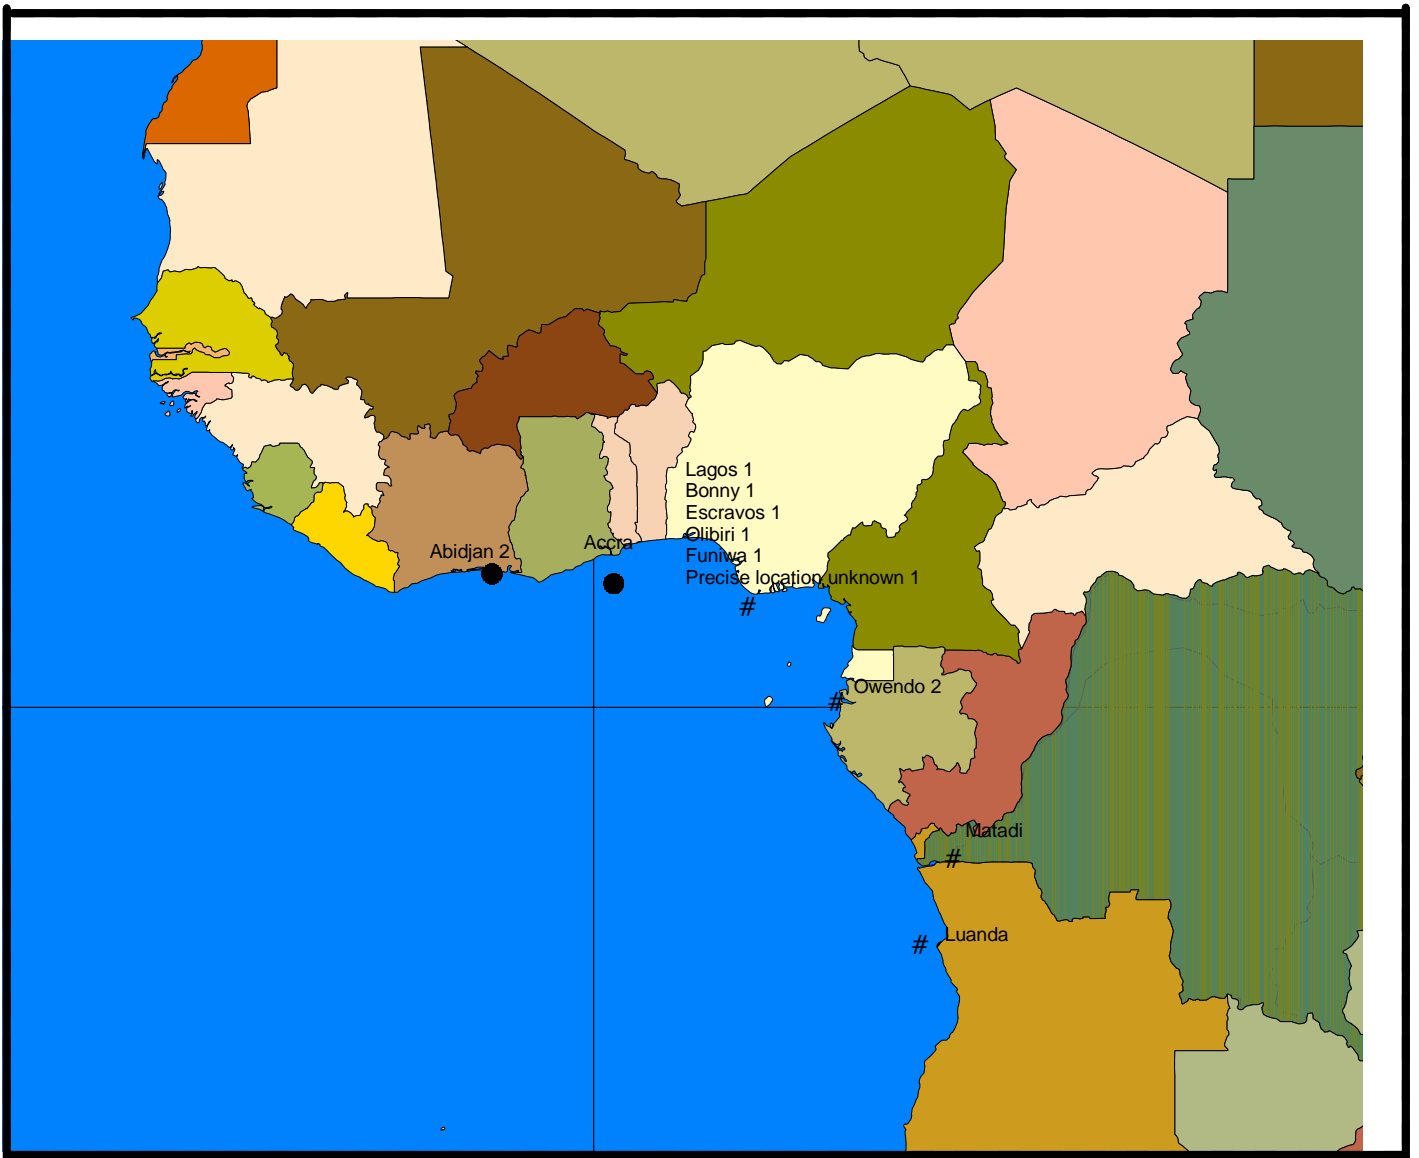 Lagos 1
Bonny 1
Escravos 1
Olibiri 1
Funiwa 1
Precise location unknown 1
Abidjan 2
Accra
#
Owendo 2
#
Matadi
#
Luanda
#